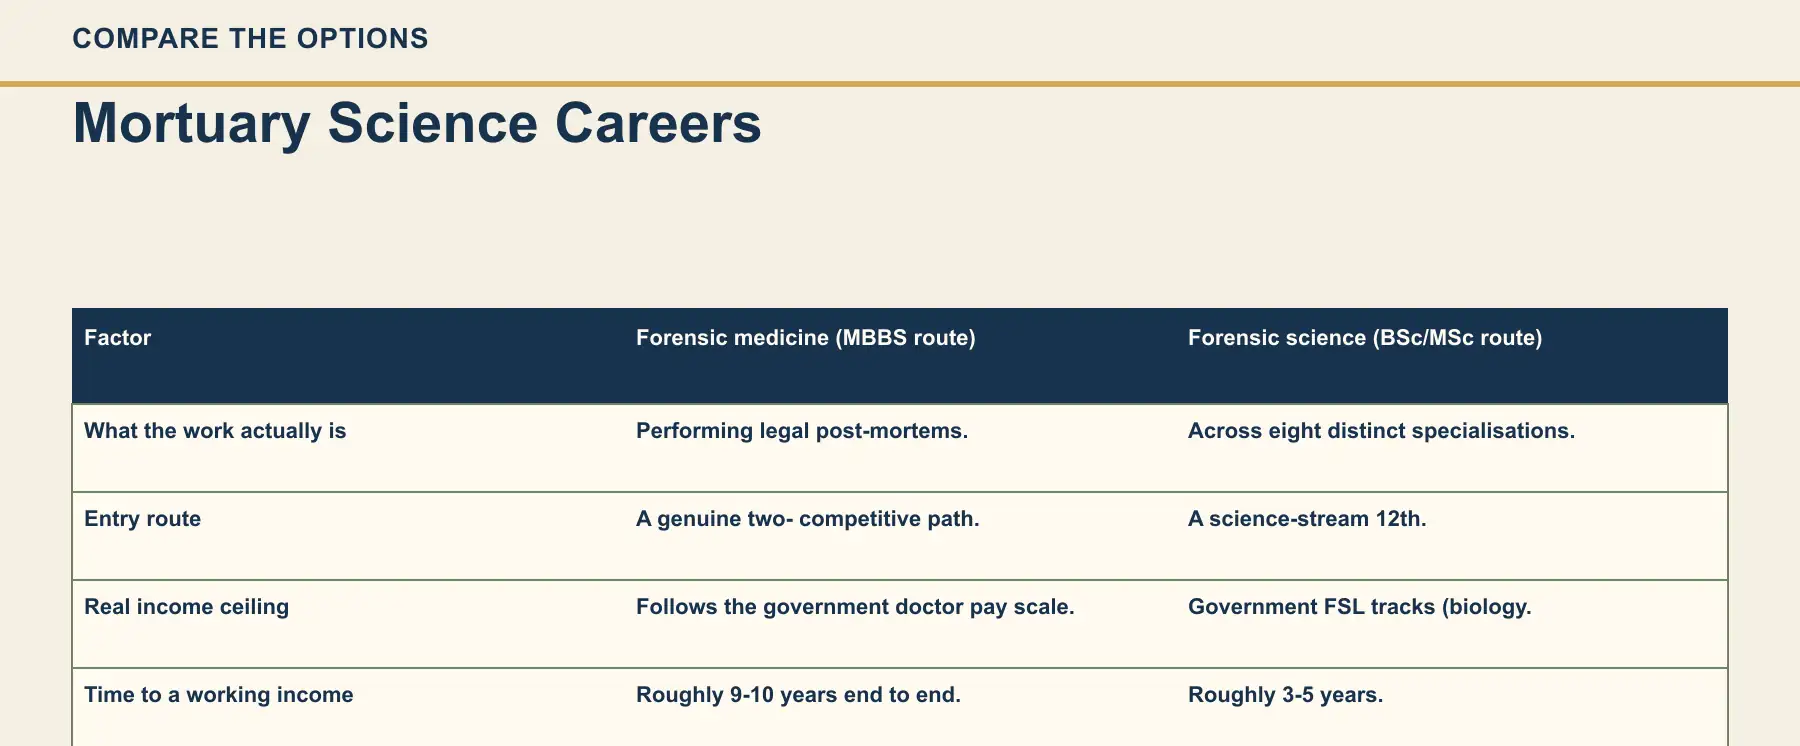 COMPARE THE OPTIONS
Mortuary Science Careers
Factor Forensic medicine (MBBS route) Forensic science (BSc/MSc route)
What the work actually is Performing legal post-mortems. Across eight distinct specialisations.
Entry route A genuine two- competitive path. A science-stream 12th.
Real income ceiling Follows the government doctor pay scale. Government FSL tracks (biology.
Time to a working income Roughly 9-10 years end to end. Roughly 3-5 years.